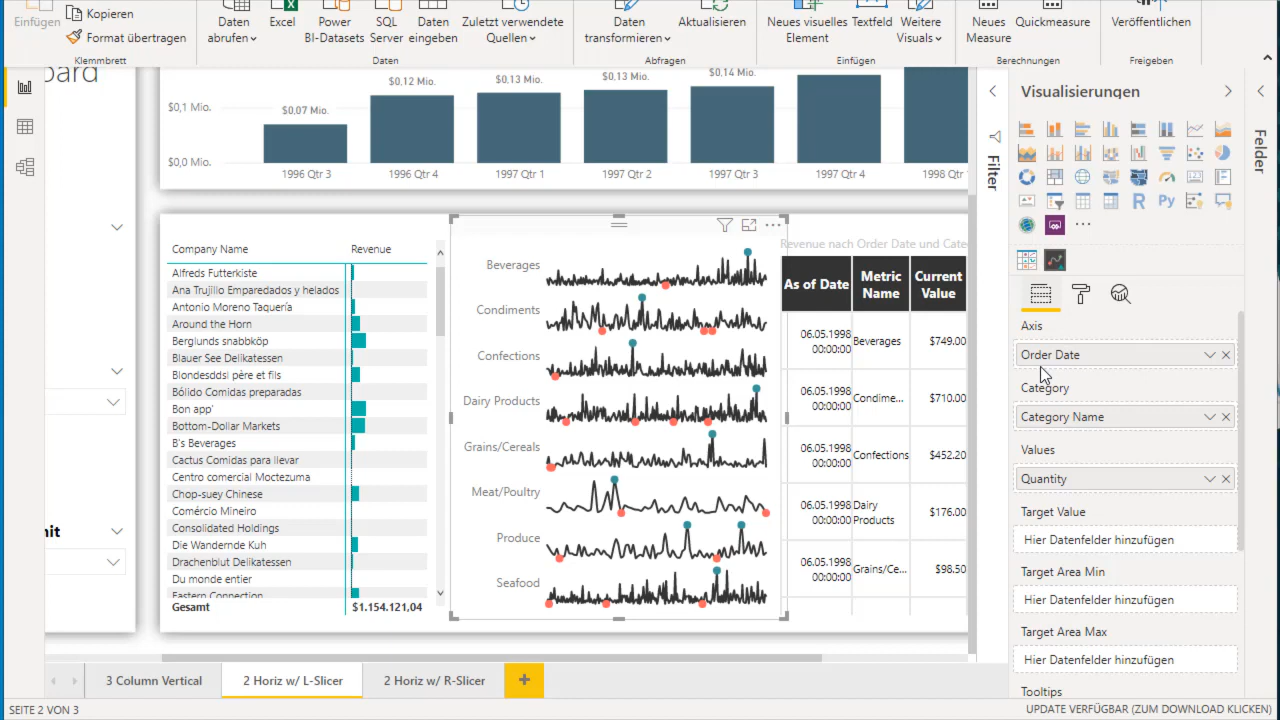 Einfügen
Kopieren
Format übertragen
Klemmbrett
Daten
abrufen
Excel
Power
BI-Datasets
SQL
Server
Daten
eingeben
Zuletzt verwendete
Quellen
Daten
Daten
transformieren
Aktualisieren
Abfragen
Neues visuelles
Element
Textfeld
Weitere
Visuals
Einfügen
Neues
Measure
Quickmeasure
Berechnungen
Veröffentlichen
Freigeben
oard
$0,1 Mio.
$0,0 Mio.
$0,07 Mio.
$0,12 Mio.
$0,13 Mio.
$0,13 Mio.
$0,14 Mio.
1996 Qtr 3
1996 Qtr 4
1997 Qtr 1
1997 Qtr 2
1997 Qtr 3
1997 Qtr 4
1998 Qtr
nit
Company Name Revenue
Alfreds Futterkiste
Ana Trujillo Emparedados y helados
Antonio Moreno Taquería
Around the Horn
Berglunds snabbköp
Blauer See Delikatessen
Blondesddsl père et fils
Bólido Comidas preparadas
Bon app'
Bottom-Dollar Markets
B's Beverages
Cactus Comidas para llevar
Centro comercial Moctezuma
Chop-suey Chinese
Comércio Mineiro
Consolidated Holdings
Die Wandernde Kuh
Drachenblut Delikatessen
Du monde entier
Eastern Connection
Gesamt $1.154.121,04
Beverages
Condiments
Confections
Dairy Products
Grains/Cereals
Meat/Poultry
Produce
Seafood
Revenue nach Order Date und Cate
As of Date
Metric
Name
Current
Value
06.05.1998
00:00:00
Beverages
$749.00
06.05.1998
00:00:00
Condime...
$710.00
06.05.1998
00:00:00
Confections
$452.20
06.05.1998
00:00:00
Dairy
Products
$176.00
06.05.1998
00:00:00
Grains/Ce...
$98.50
Filter
Visualisierungen
R
Py
Axis
Order Date
Category
Category Name
Values
Quantity
Target Value
Hier Datenfelder hinzufügen
Target Area Min
Hier Datenfelder hinzufügen
Target Area Max
Hier Datenfelder hinzufügen
Tooltips
Felder
3 Column Vertical
2 Horiz w/ L-Slicer
2 Horiz w/ R-Slicer
SEITE 2 VON 3
UPDATE VERFÜGBAR (ZUM DOWNLOAD KLICKEN)